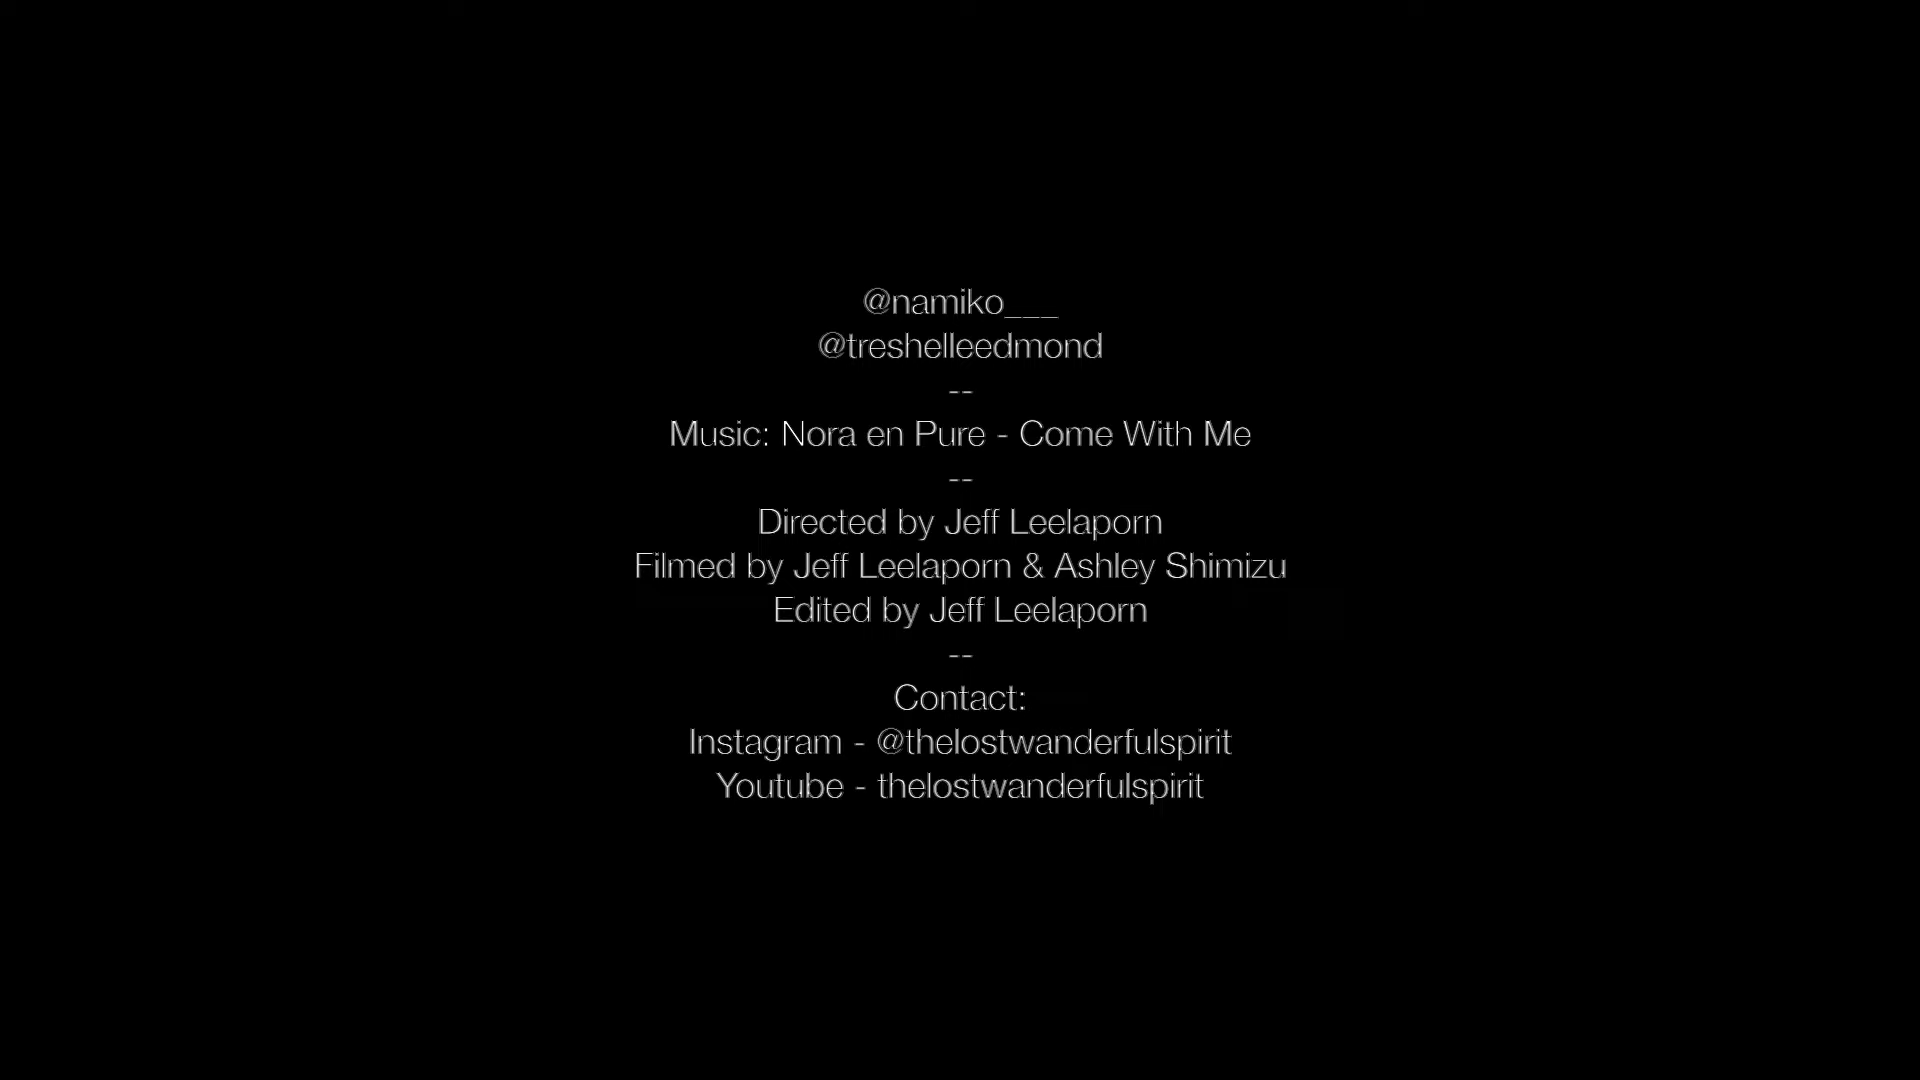 @namiko___
@treshelleedmond
--
Music: Nora en Pure - Come With Me
--
Directed by Jeff Leelaporn
Filmed by Jeff Leelaporn & Ashley Shimizu
Edited by Jeff Leelaporn
--
Contact:
Instagram - @thelostwanderfulspirit
Youtube - thelostwanderfulspirit